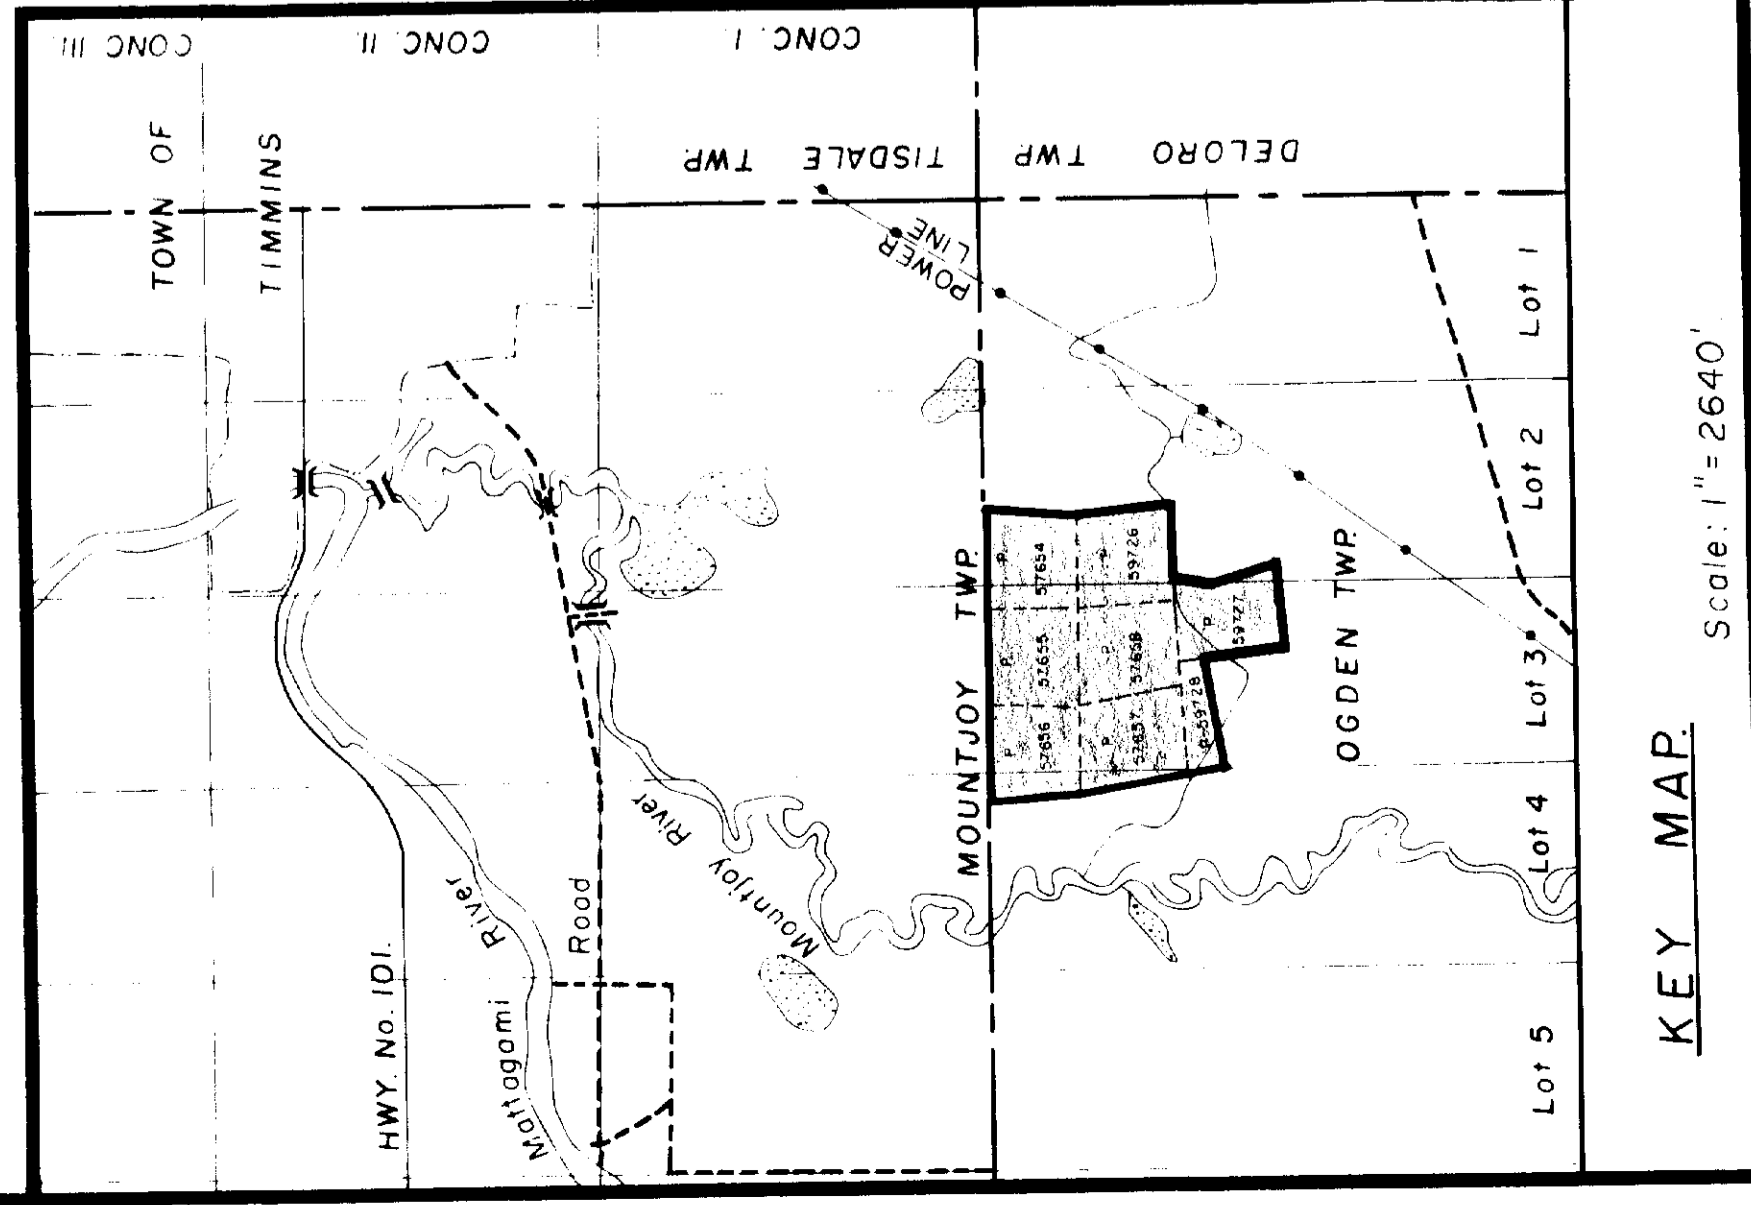 CONC III.
CONC. II.
CONC. I.
TOWN OF
TIMMINS
TISDALE TWP.
DELORO TWP
POWER
LINE
HWY. No. 101.
Mattagami River
Road
Mountjoy River
MOUNTJOY TWP.
OGDEN TWP.
P.
57656
P.
57655
P.
57654
P.
57657
P.
57658
P.
59726
P-59728
P
59727
Lot 5
Lot 4
Lot 3
Lot 2
Lot 1
KEY MAP.
Scale: 1"=2640'